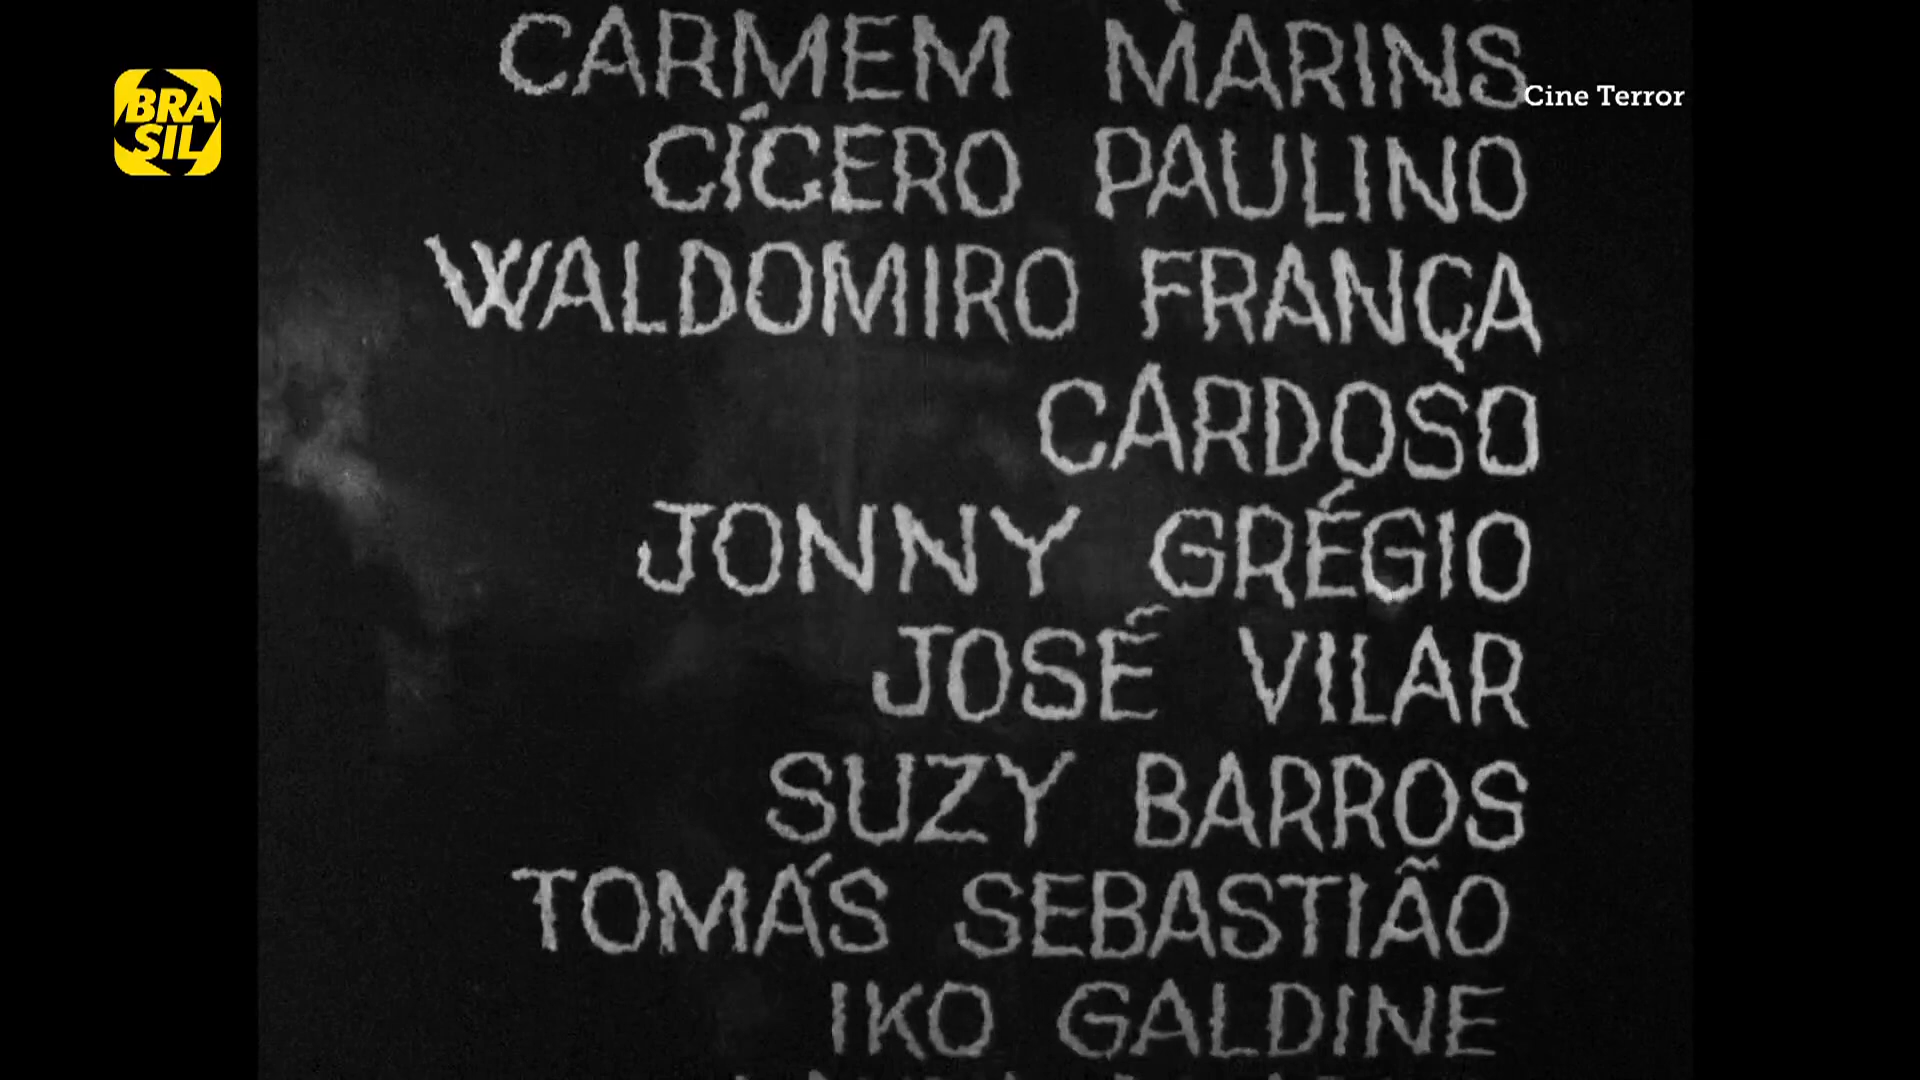 CARMEM MARINS
BRA
SIL
Cine Terror
CÍCERO PAULINO
WALDOMIRO FRANÇA
CARDOSO
JONNY GRÉGIO
JOSÉ VILAR
SUZY BARROS
TOMÁS SEBASTIÃO
IKO GALDINE